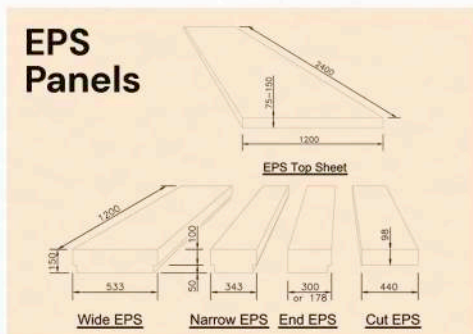 EPS
Panels
2400
75-150
1200
EPS Top Sheet
1200
150
100
50
533
343
300
or 178
98
440
Wide EPS
Narrow EPS
End EPS
Cut EPS